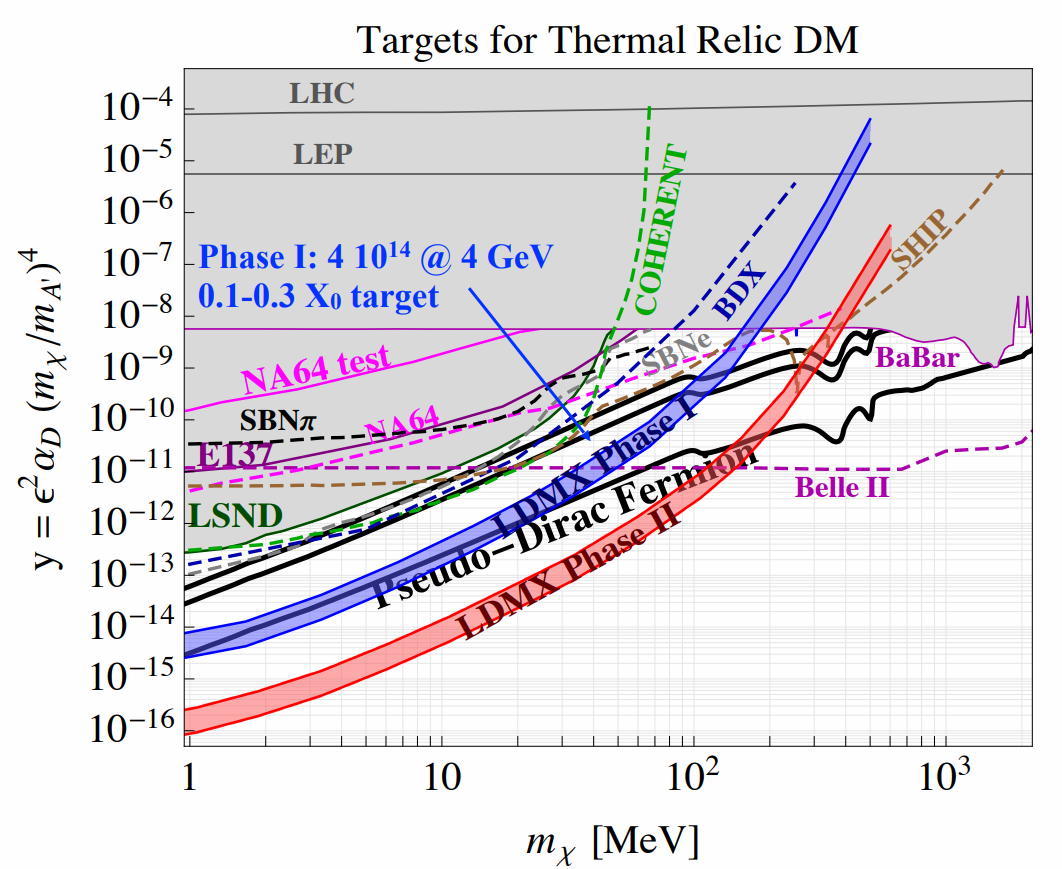 Targets for Thermal Relic DM
y = ϵ² α_D (m_χ/m_A')⁴
10⁻⁴
10⁻⁵
10⁻⁶
10⁻⁷
10⁻⁸
10⁻⁹
10⁻¹⁰
10⁻¹¹
10⁻¹²
10⁻¹³
10⁻¹⁴
10⁻¹⁵
10⁻¹⁶
LHC
LEP
Phase I: 4 10¹⁴ @ 4 GeV
0.1-0.3 X₀ target
COHERENT
BDX
SHIP
NA64 test
SBNe
BaBar
SBNπ
NA64
E137
LSND
Belle II
LDMX Phase I
Pseudo–Dirac Fermion
LDMX Phase II
1
10
10²
10³
m_χ [MeV]